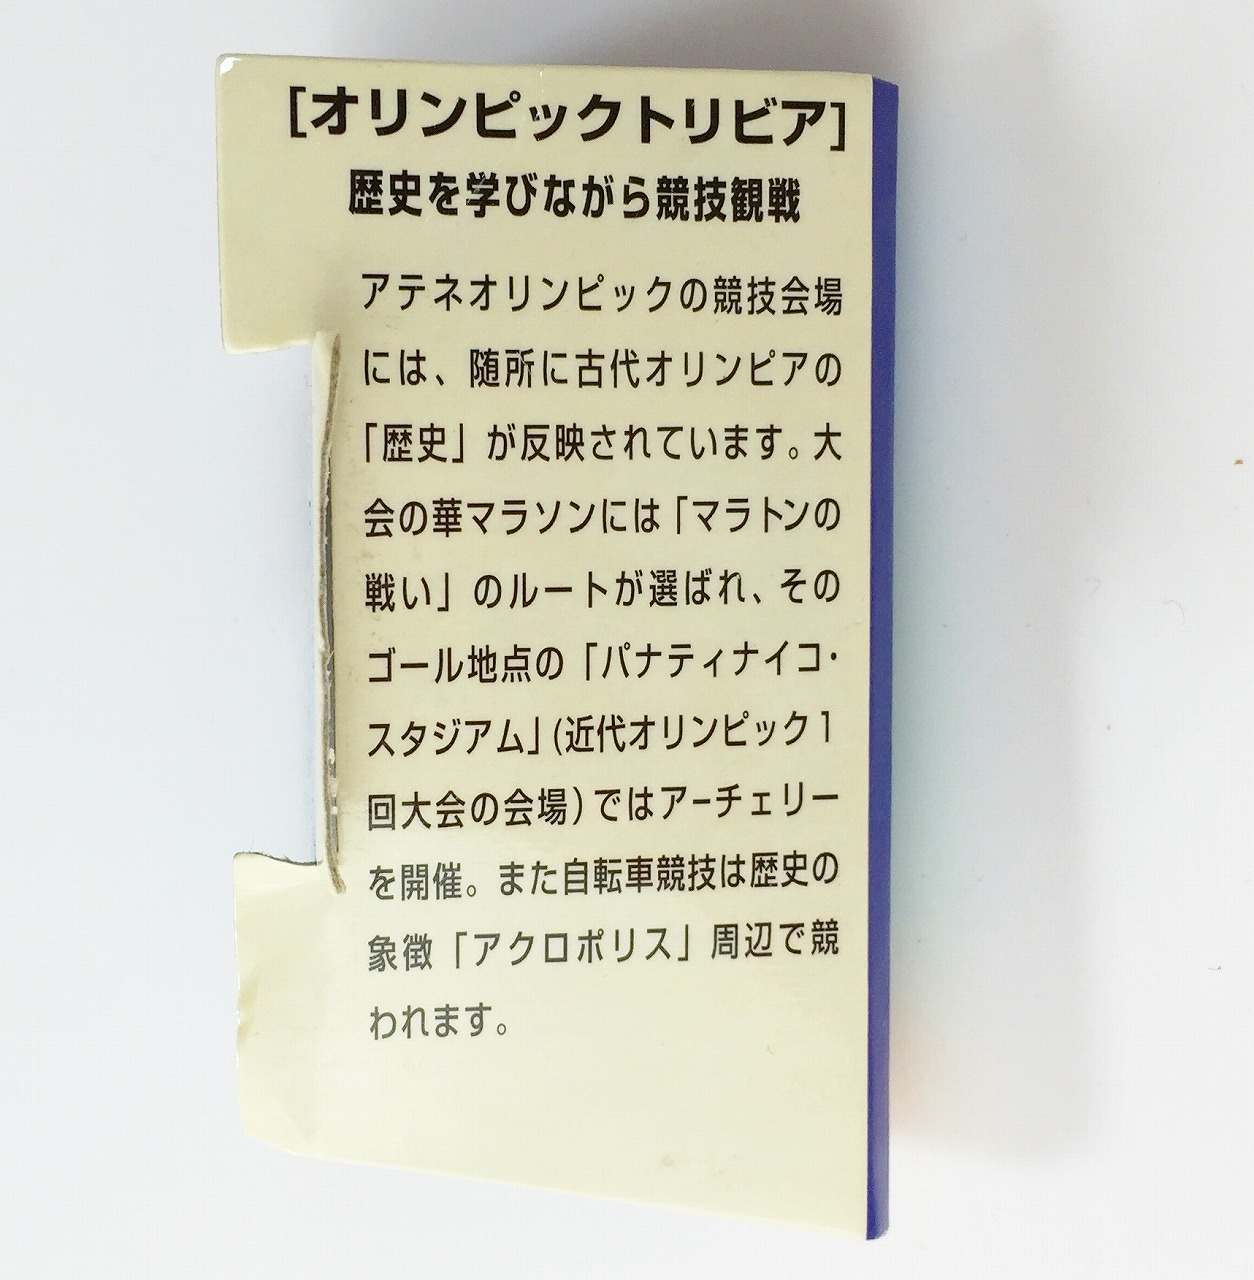 [オリンピックトリビア]
歴史を学びながら競技観戦
アテネオリンピックの競技会場
には、随所に古代オリンピアの
「歴史」が反映されています。大
会の華マラソンには「マラトンの
戦い」のルートが選ばれ、その
ゴール地点の「パナティナイコ・
スタジアム」(近代オリンピック1
回大会の会場)ではアーチェリー
を開催。また自転車競技は歴史の
象徴「アクロポリス」周辺で競
われます。